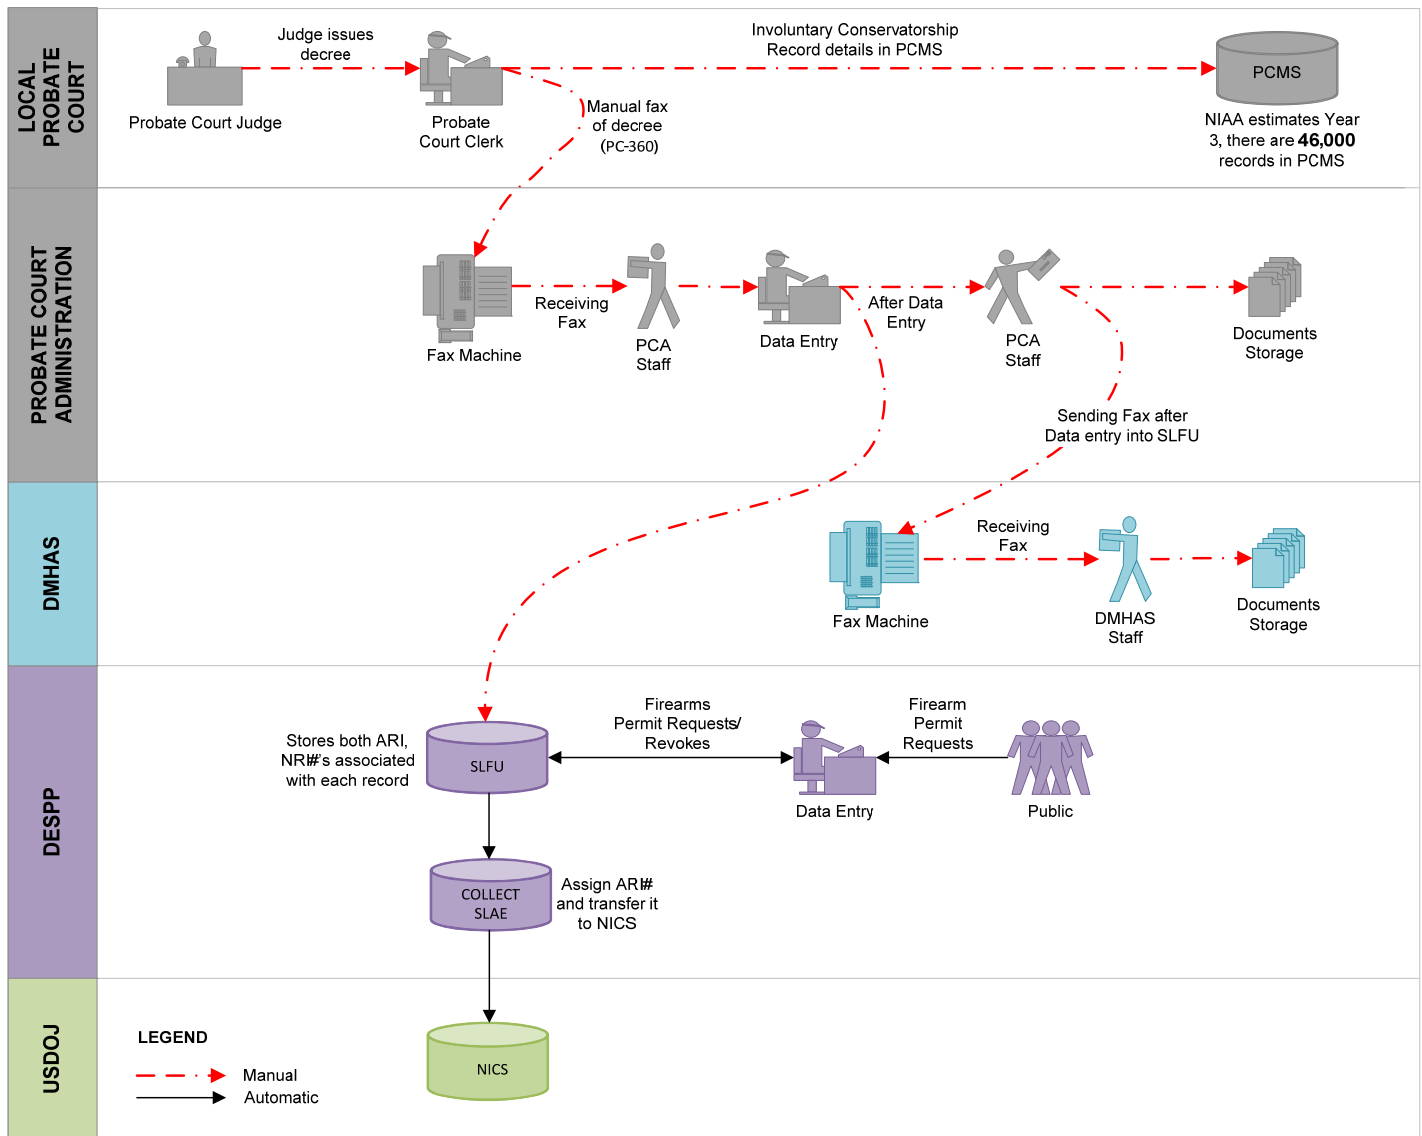 LOCAL
PROBATE
COURT
Judge issues
decree
Involuntary Conservatorship
Record details in PCMS
PCMS
Probate Court Judge
Probate
Court Clerk
Manual fax
of decree
(PC-360)
NIAA estimates Year
3, there are 46,000
records in PCMS
PROBATE COURT
ADMINISTRATION
Fax Machine
Receiving
Fax
PCA
Staff
Data Entry
After Data
Entry
PCA
Staff
Documents
Storage
Sending Fax after
Data entry into SLFU
DMHAS
Fax Machine
Receiving
Fax
DMHAS
Staff
Documents
Storage
DESPP
Stores both ARI,
NRI#'s associated
with each record
SLFU
Firearms
Permit Requests/
Revokes
Data Entry
Firearm
Permit
Requests
Public
COLLECT
SLAE
Assign ARI#
and transfer it
to NICS
USDOJ
LEGEND
Manual
Automatic
NICS